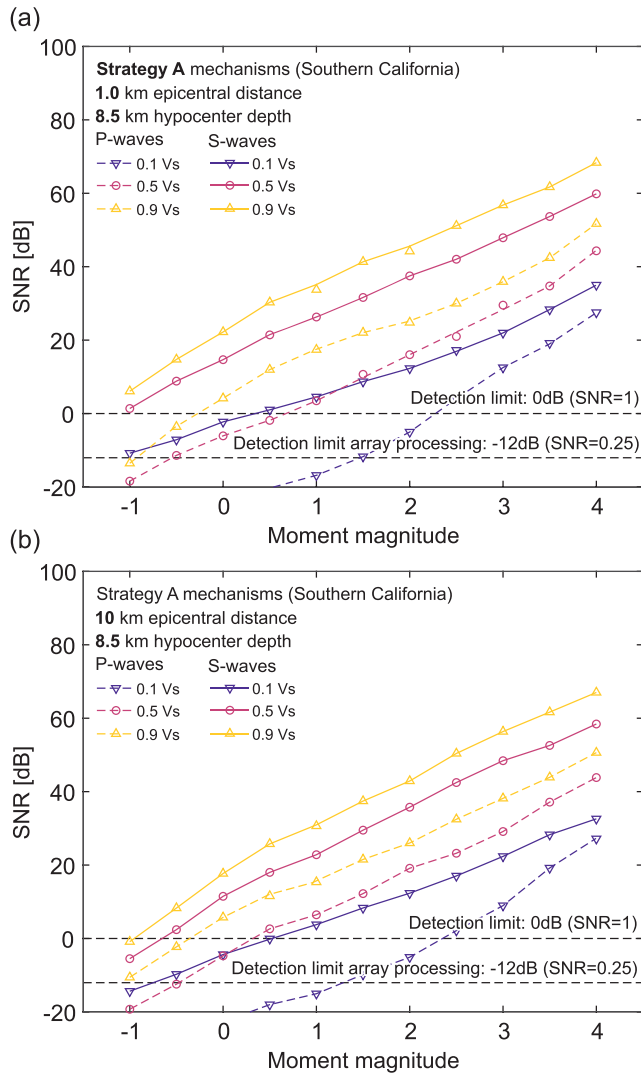 (a)
Strategy A mechanisms (Southern California)
1.0 km epicentral distance
8.5 km hypocenter depth
P-waves S-waves
0.1 Vs 0.1 Vs
0.5 Vs 0.5 Vs
0.9 Vs 0.9 Vs
100
80
60
40
20
0
-20
SNR [dB]
Detection limit: 0dB (SNR=1)
Detection limit array processing: -12dB (SNR=0.25)
-1 0 1 2 3 4
Moment magnitude
(b)
Strategy A mechanisms (Southern California)
10 km epicentral distance
8.5 km hypocenter depth
P-waves S-waves
0.1 Vs 0.1 Vs
0.5 Vs 0.5 Vs
0.9 Vs 0.9 Vs
100
80
60
40
20
0
-20
SNR [dB]
Detection limit: 0dB (SNR=1)
Detection limit array processing: -12dB (SNR=0.25)
-1 0 1 2 3 4
Moment magnitude